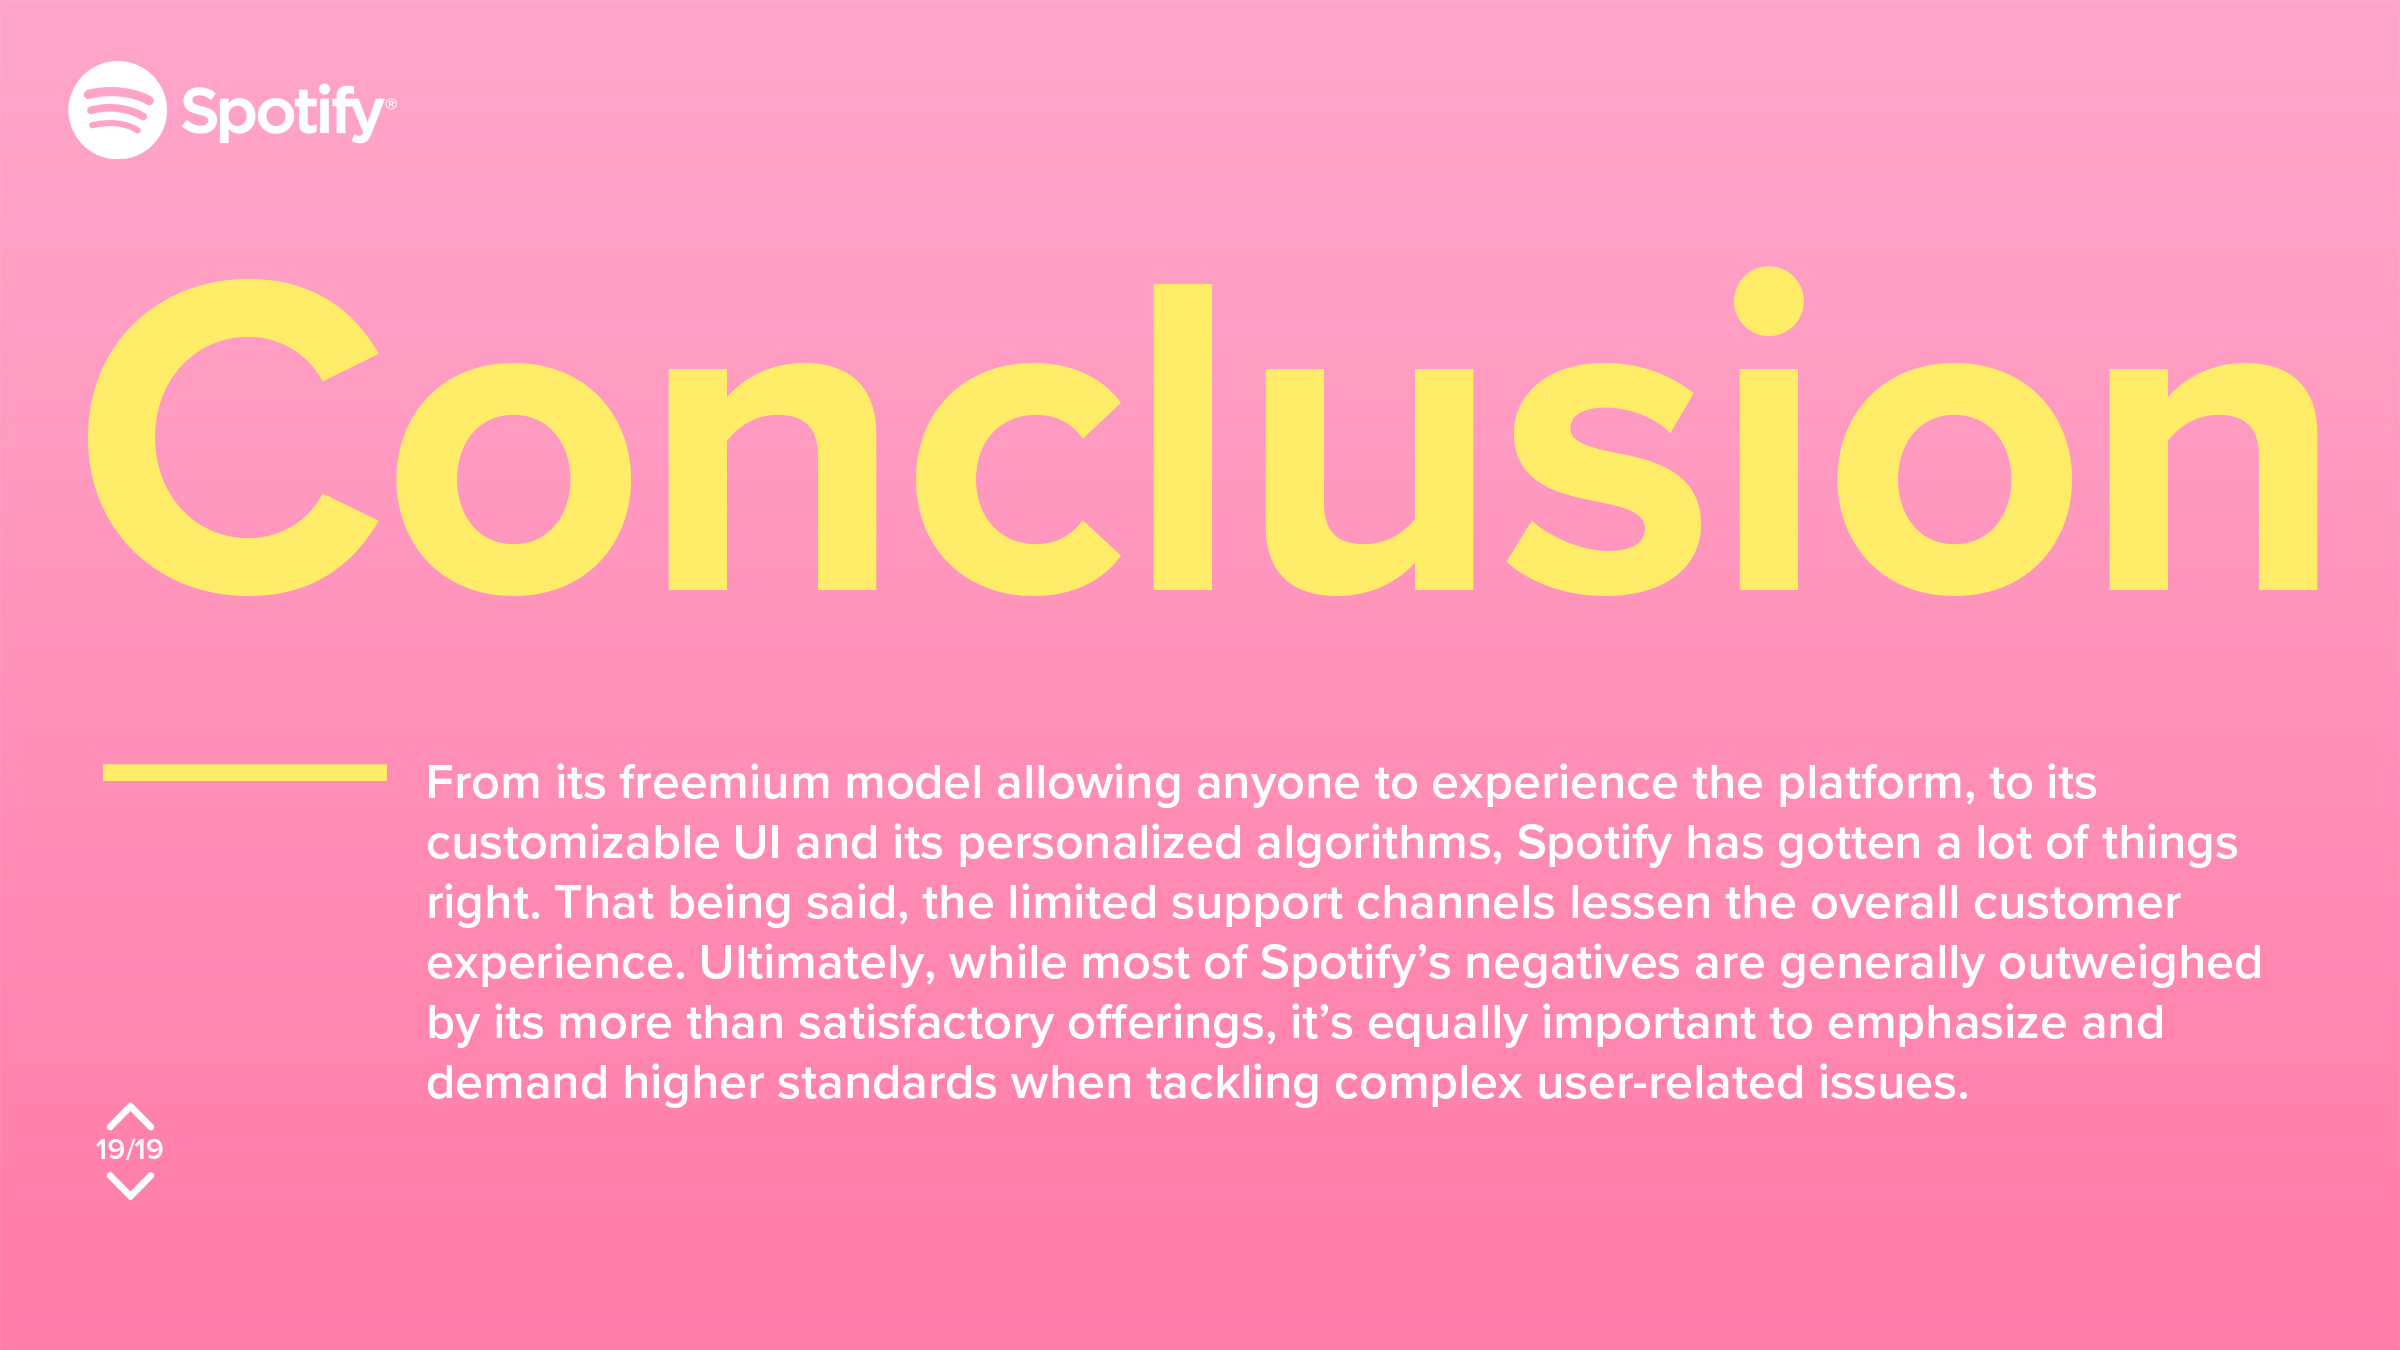 Spotify®
Conclusion
From its freemium model allowing anyone to experience the platform, to its
customizable UI and its personalized algorithms, Spotify has gotten a lot of things
right. That being said, the limited support channels lessen the overall customer
experience. Ultimately, while most of Spotify’s negatives are generally outweighed
by its more than satisfactory offerings, it’s equally important to emphasize and
demand higher standards when tackling complex user-related issues.
19/19